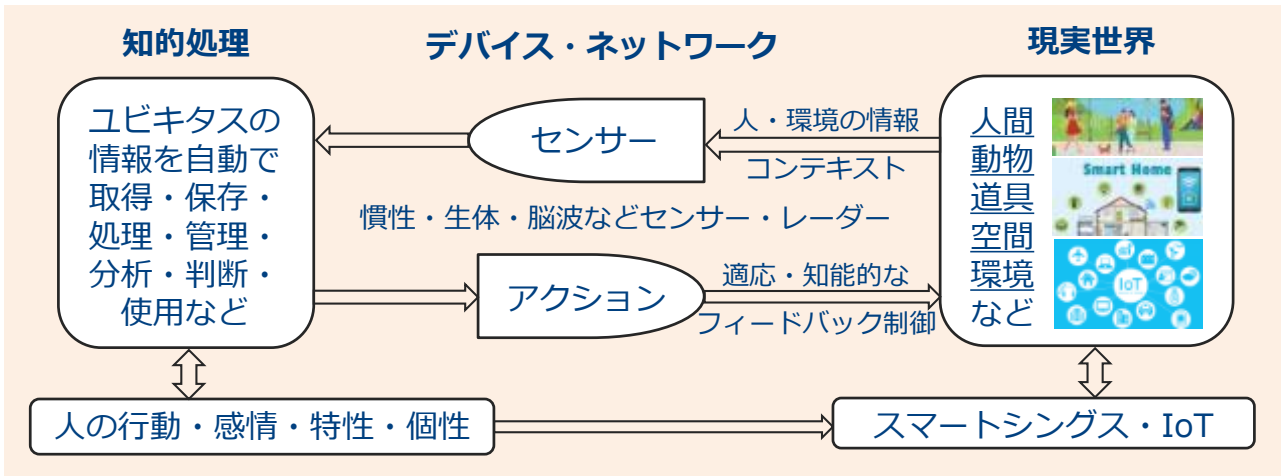 知的処理
デバイス・ネットワーク
現実世界
ユビキタスの
情報を自動で
取得・保存・
処理・管理・
分析・判断・
使用など
センサー
人・環境の情報
コンテキスト
慣性・生体・脳波などセンサー・レーダー
アクション
適応・知能的な
フィードバック制御
人間
動物
道具
空間
環境
など
Smart Home
IoT
人の行動・感情・特性・個性
スマートシングス・IoT